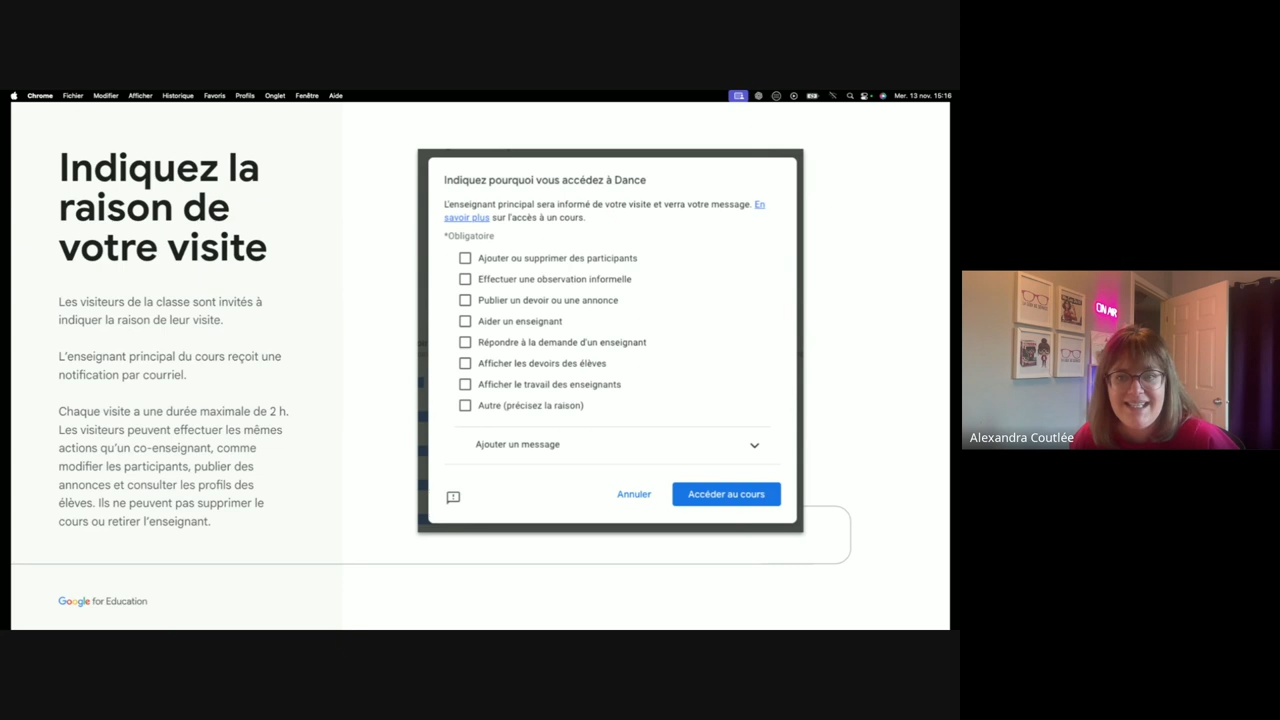 Chrome Fichier Modifier Afficher Historique Favoris Profils Onglet Fenêtre Aide
Mer. 13 nov. 15:16
Indiquez la
raison de
votre visite
Les visiteurs de la classe sont invités à
indiquer la raison de leur visite.
L'enseignant principal du cours reçoit une
notification par courriel.
Chaque visite a une durée maximale de 2 h.
Les visiteurs peuvent effectuer les mêmes
actions qu'un co-enseignant, comme
modifier les participants, publier des
annonces et consulter les profils des
élèves. Ils ne peuvent pas supprimer le
cours ou retirer l'enseignant.
Google for Education
Indiquez pourquoi vous accédez à Dance
L'enseignant principal sera informé de votre visite et verra votre message. En
savoir plus sur l'accès à un cours.
*Obligatoire
Ajouter ou supprimer des participants
Effectuer une observation informelle
Publier un devoir ou une annonce
Aider un enseignant
Répondre à la demande d'un enseignant
Afficher les devoirs des élèves
Afficher le travail des enseignants
Autre (précisez la raison)
Ajouter un message
Annuler
Accéder au cours
ON AIR
Alexandra Coutlée